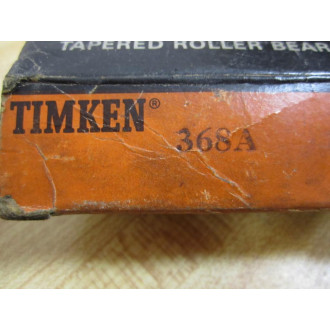 TAPERED ROLLER BEAR
TIMKEN®
368A